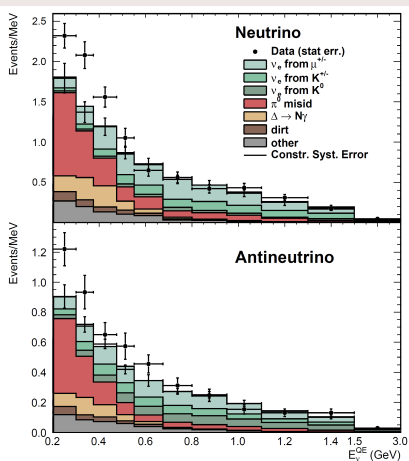 Events/MeV
2.5
2.0
1.5
1.0
0.5
Neutrino
Data (stat err.)
νe from μ+/-
νe from K+/-
νe from K0
π0 misid
Δ → Nγ
dirt
other
Constr. Syst. Error
Events/MeV
1.2
1.0
0.8
0.6
0.4
0.2
0.0
Antineutrino
0.2 0.4 0.6 0.8 1.0 1.2 1.4 1.5 3.0
EνQE (GeV)